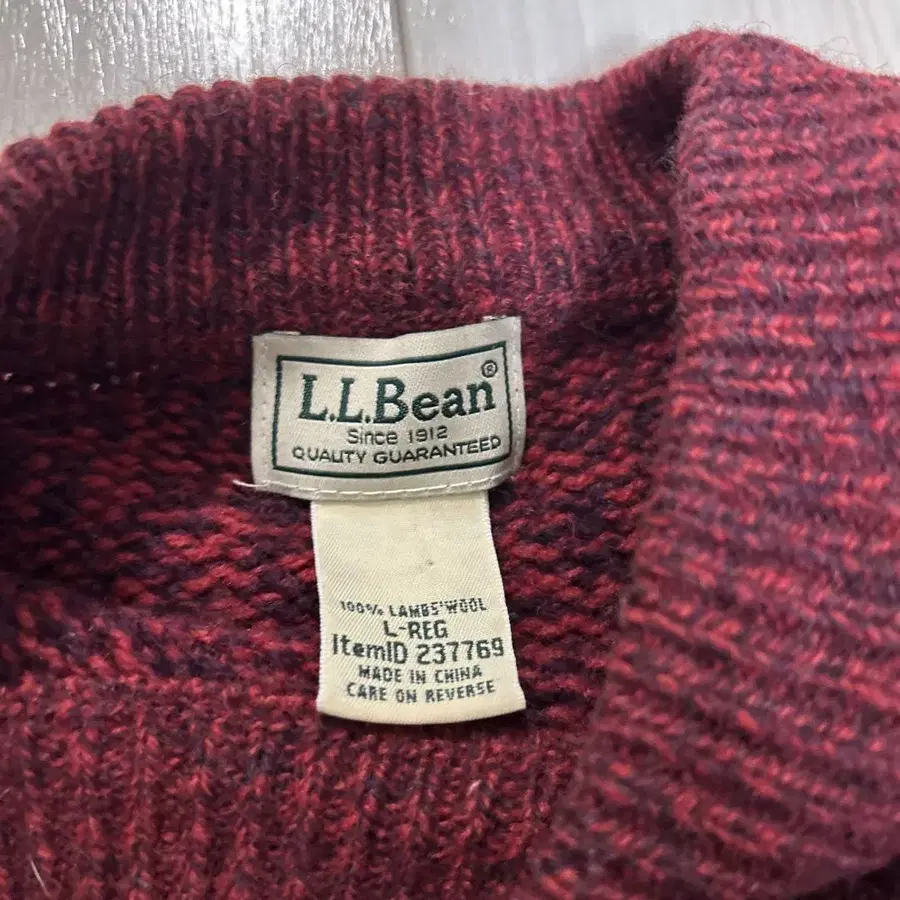 L.L.Bean®
Since 1912
QUALITY GUARANTEED
100% LAMBS'WOOL
L-REG
ItemID 237769
MADE IN CHINA
CARE ON REVERSE